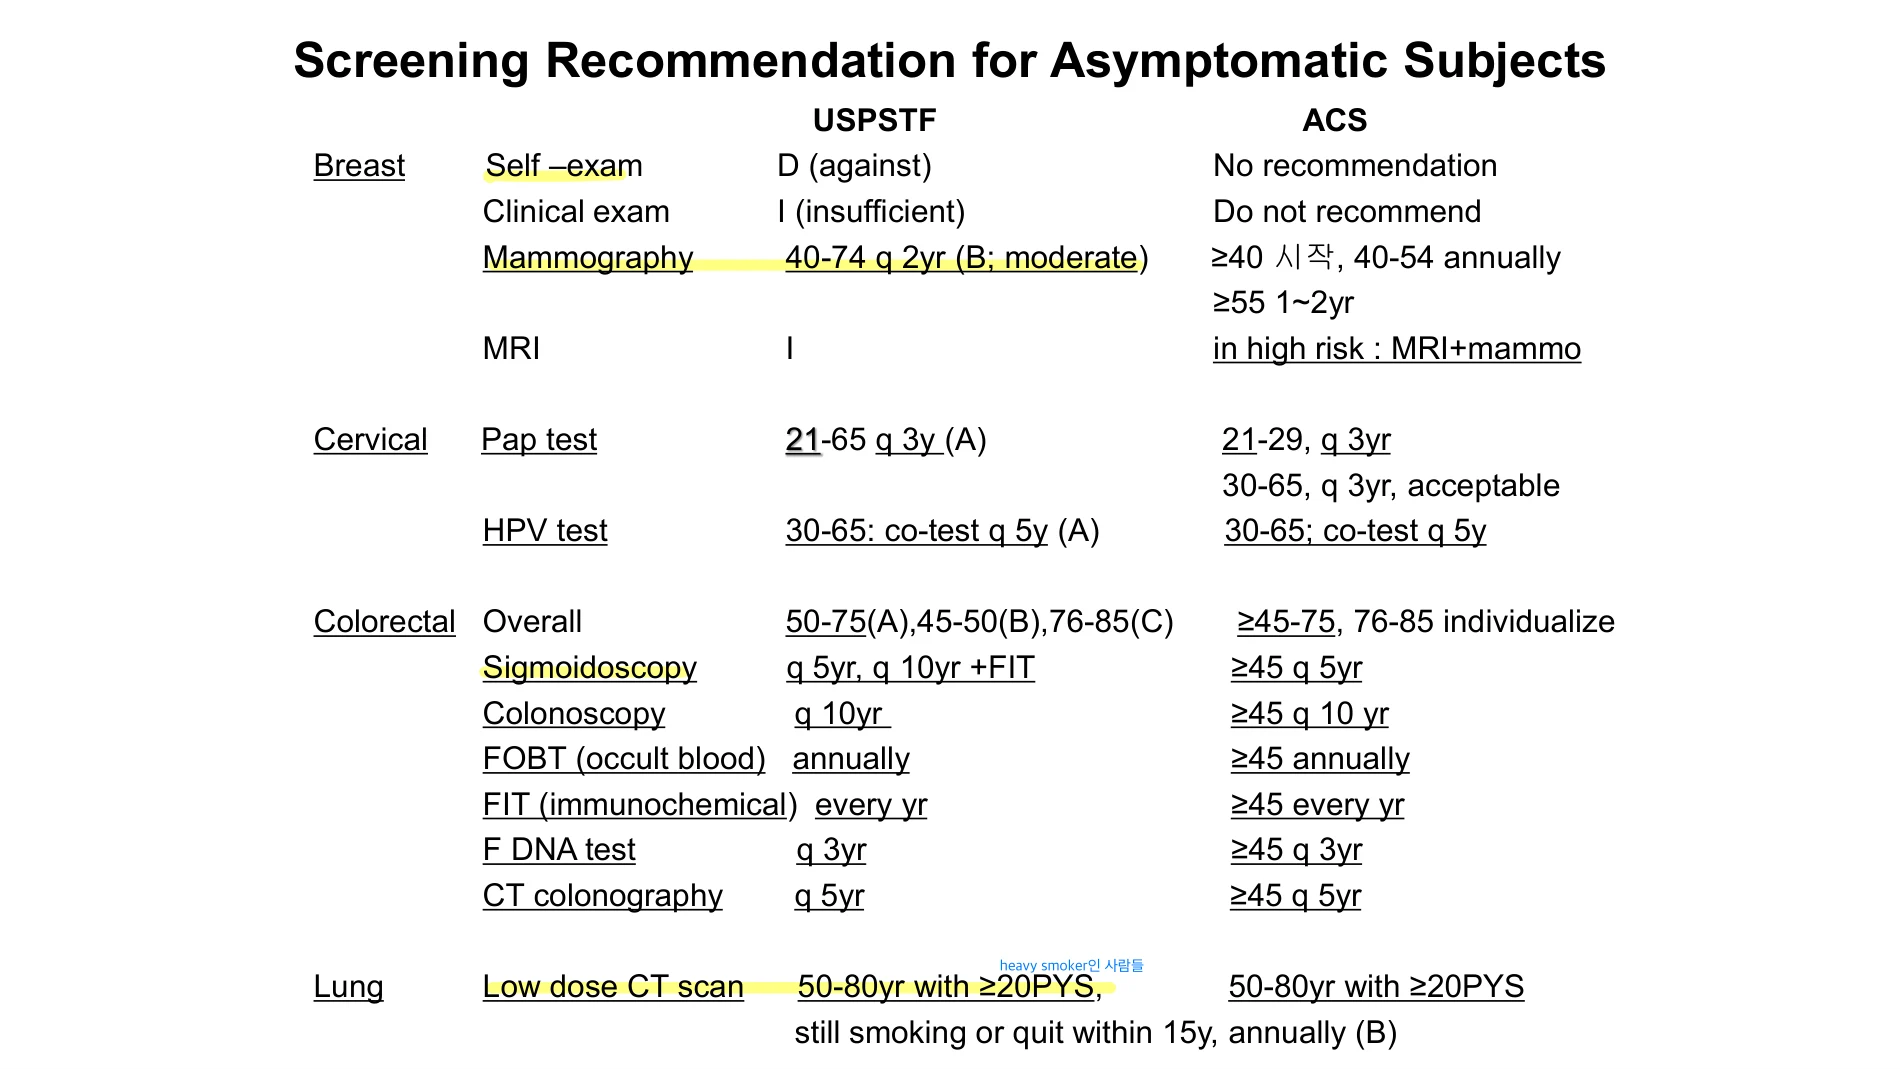 Screening Recommendation for Asymptomatic Subjects
USPSTF ACS
Breast Self –exam D (against) No recommendation
Clinical exam I (insufficient) Do not recommend
Mammography 40-74 q 2yr (B; moderate) ≥40 시작, 40-54 annually
≥55 1~2yr
MRI I in high risk : MRI+mammo
Cervical Pap test 21-65 q 3y (A) 21-29, q 3yr
30-65, q 3yr, acceptable
HPV test 30-65: co-test q 5y (A) 30-65; co-test q 5y
Colorectal Overall 50-75(A),45-50(B),76-85(C) ≥45-75, 76-85 individualize
Sigmoidoscopy q 5yr, q 10yr +FIT ≥45 q 5yr
Colonoscopy q 10yr ≥45 q 10 yr
FOBT (occult blood) annually ≥45 annually
FIT (immunochemical) every yr ≥45 every yr
F DNA test q 3yr ≥45 q 3yr
CT colonography q 5yr ≥45 q 5yr
heavy smoker인 사람들
Lung Low dose CT scan 50-80yr with ≥20PYS, 50-80yr with ≥20PYS
still smoking or quit within 15y, annually (B)